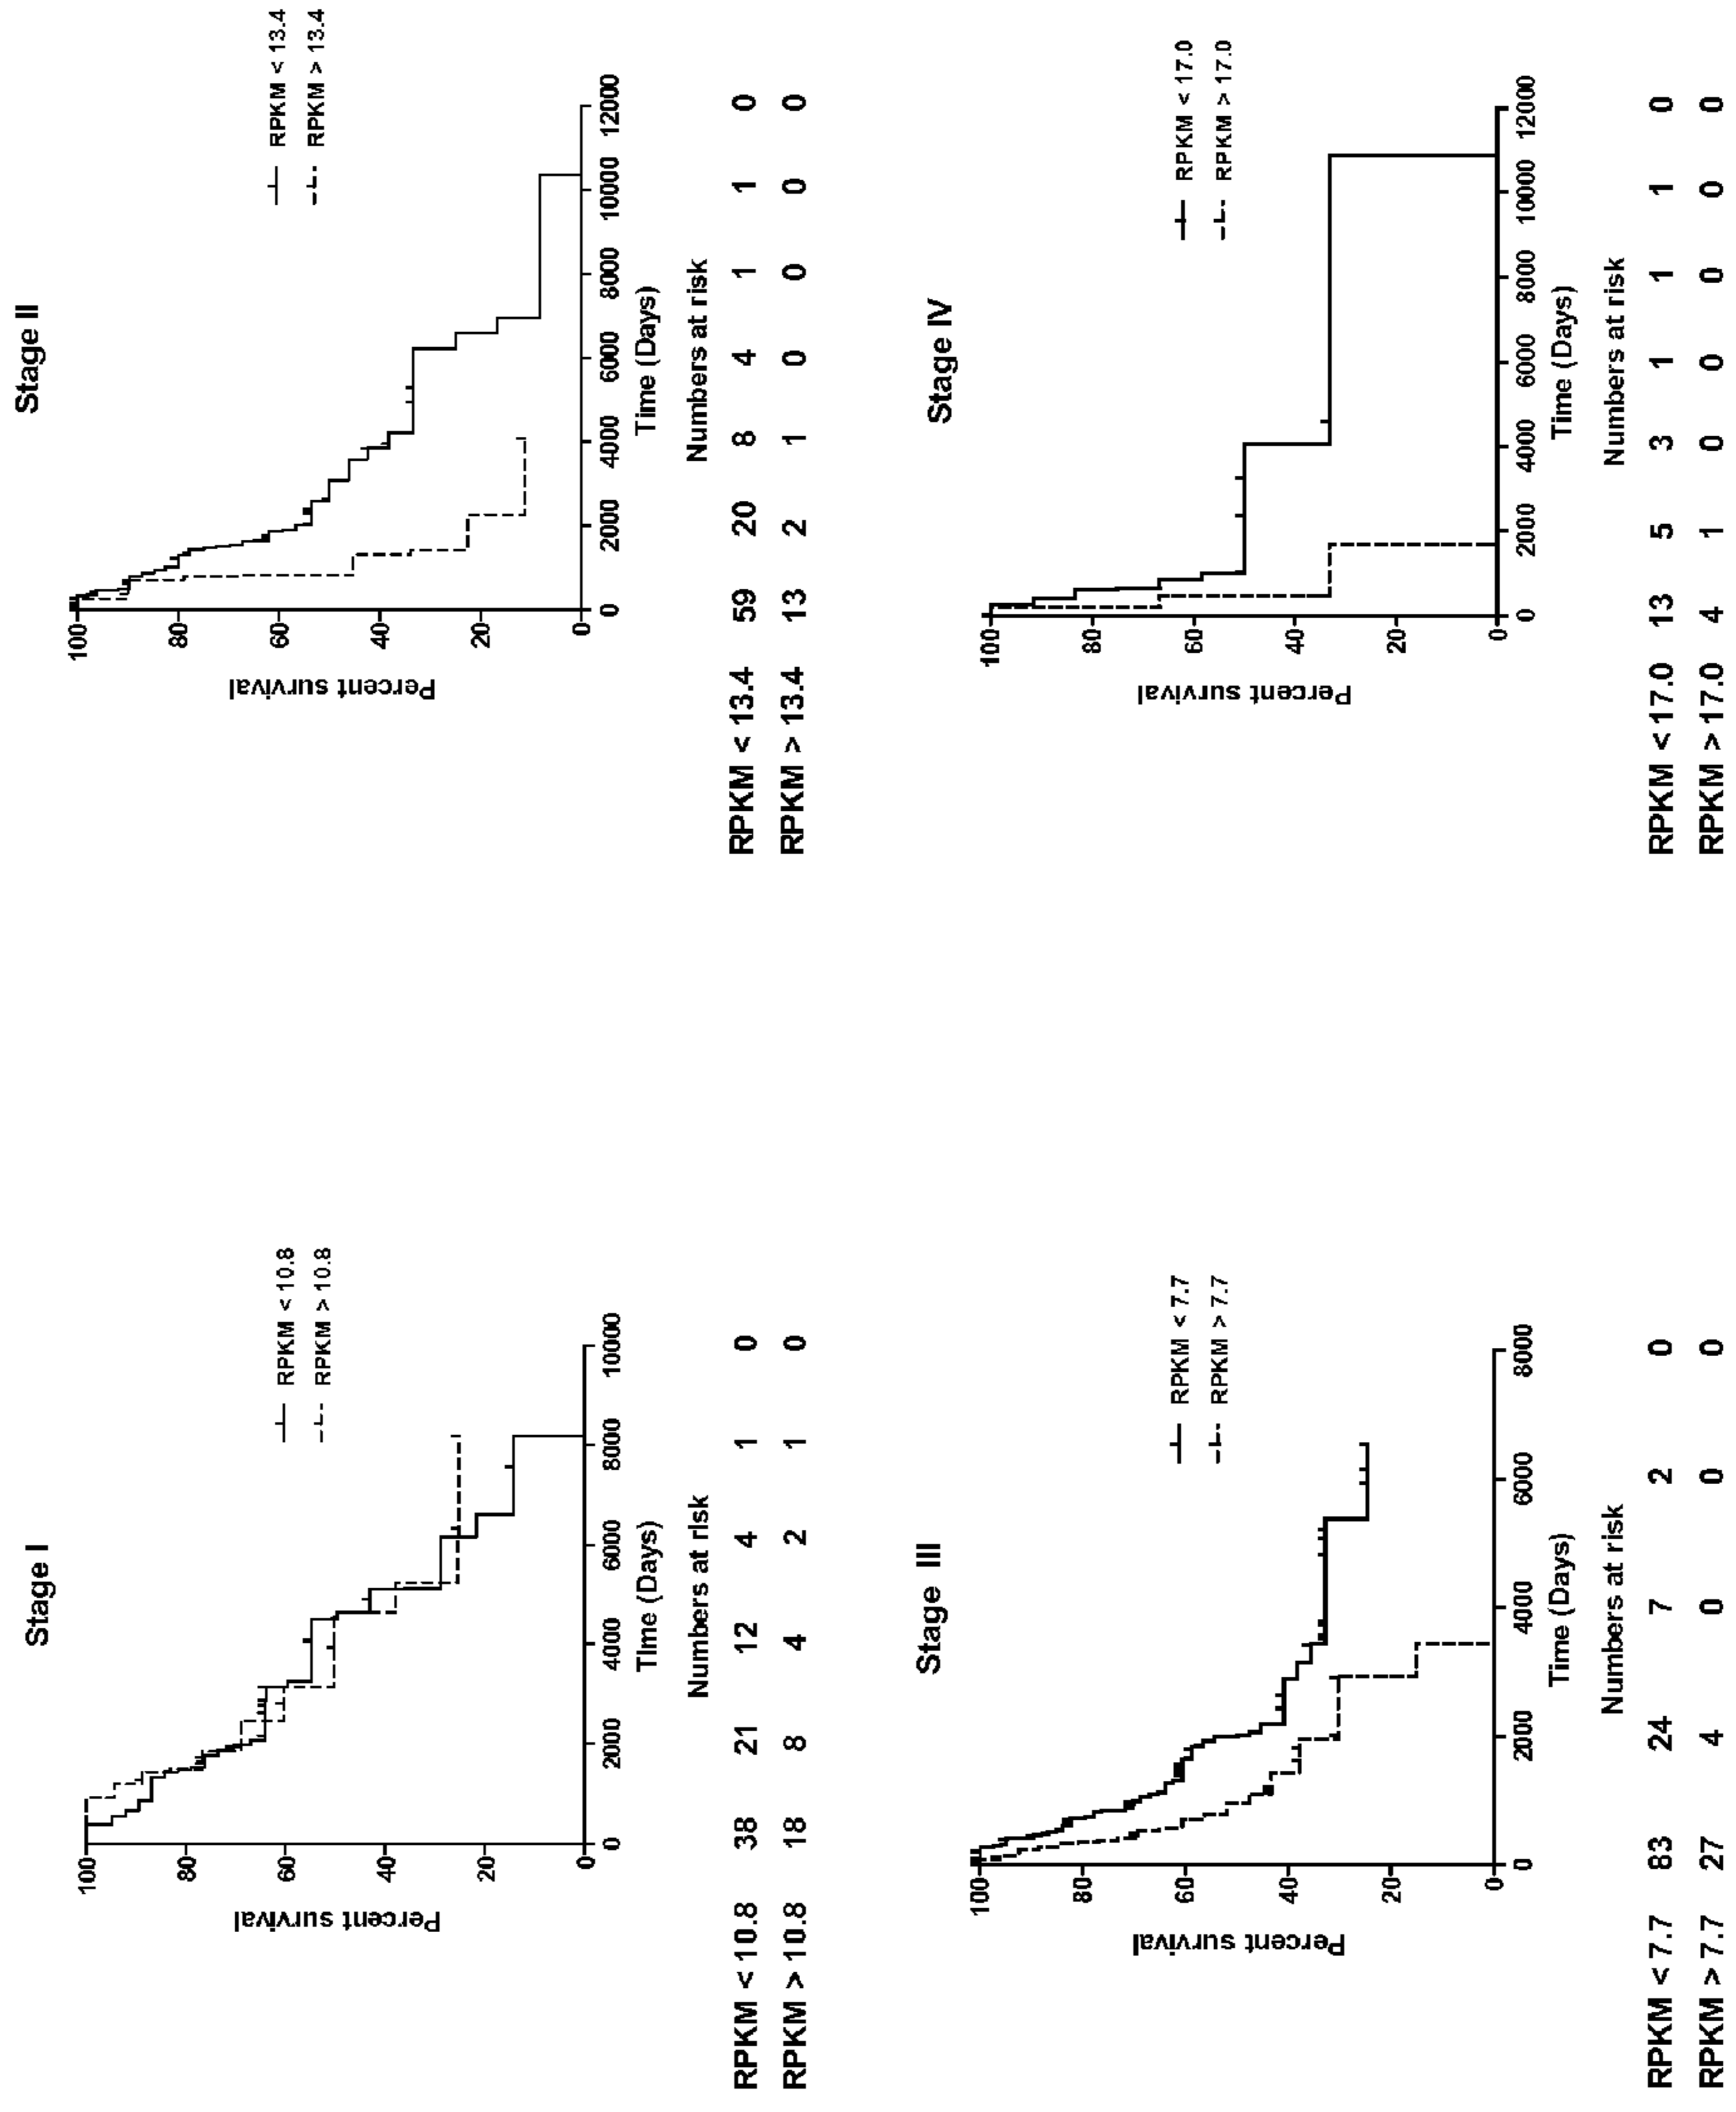 Stage I
100
80
60
40
20
0
Percent survival
RPKM < 10.8
RPKM > 10.8
0 2000 4000 6000 8000 10000
Time (Days)
Numbers at risk
RPKM < 10.8 38 21 12 4 1 0
RPKM > 10.8 18 8 4 2 1 0
Stage II
100
80
60
40
20
0
Percent survival
RPKM < 13.4
RPKM > 13.4
0 2000 4000 6000 8000 10000 12000
Time (Days)
Numbers at risk
RPKM < 13.4 59 20 8 4 1 1 0
RPKM > 13.4 13 2 1 0 0 0 0
Stage III
100
80
60
40
20
0
Percent survival
RPKM < 7.7
RPKM > 7.7
0 2000 4000 6000 8000
Time (Days)
Numbers at risk
RPKM < 7.7 83 24 7 2 0
RPKM > 7.7 27 4 0 0 0
Stage IV
100
80
60
40
20
0
Percent survival
RPKM < 17.0
RPKM > 17.0
0 2000 4000 6000 8000 10000 12000
Time (Days)
Numbers at risk
RPKM < 17.0 13 5 3 1 1 1 0
RPKM > 17.0 4 1 0 0 0 0 0